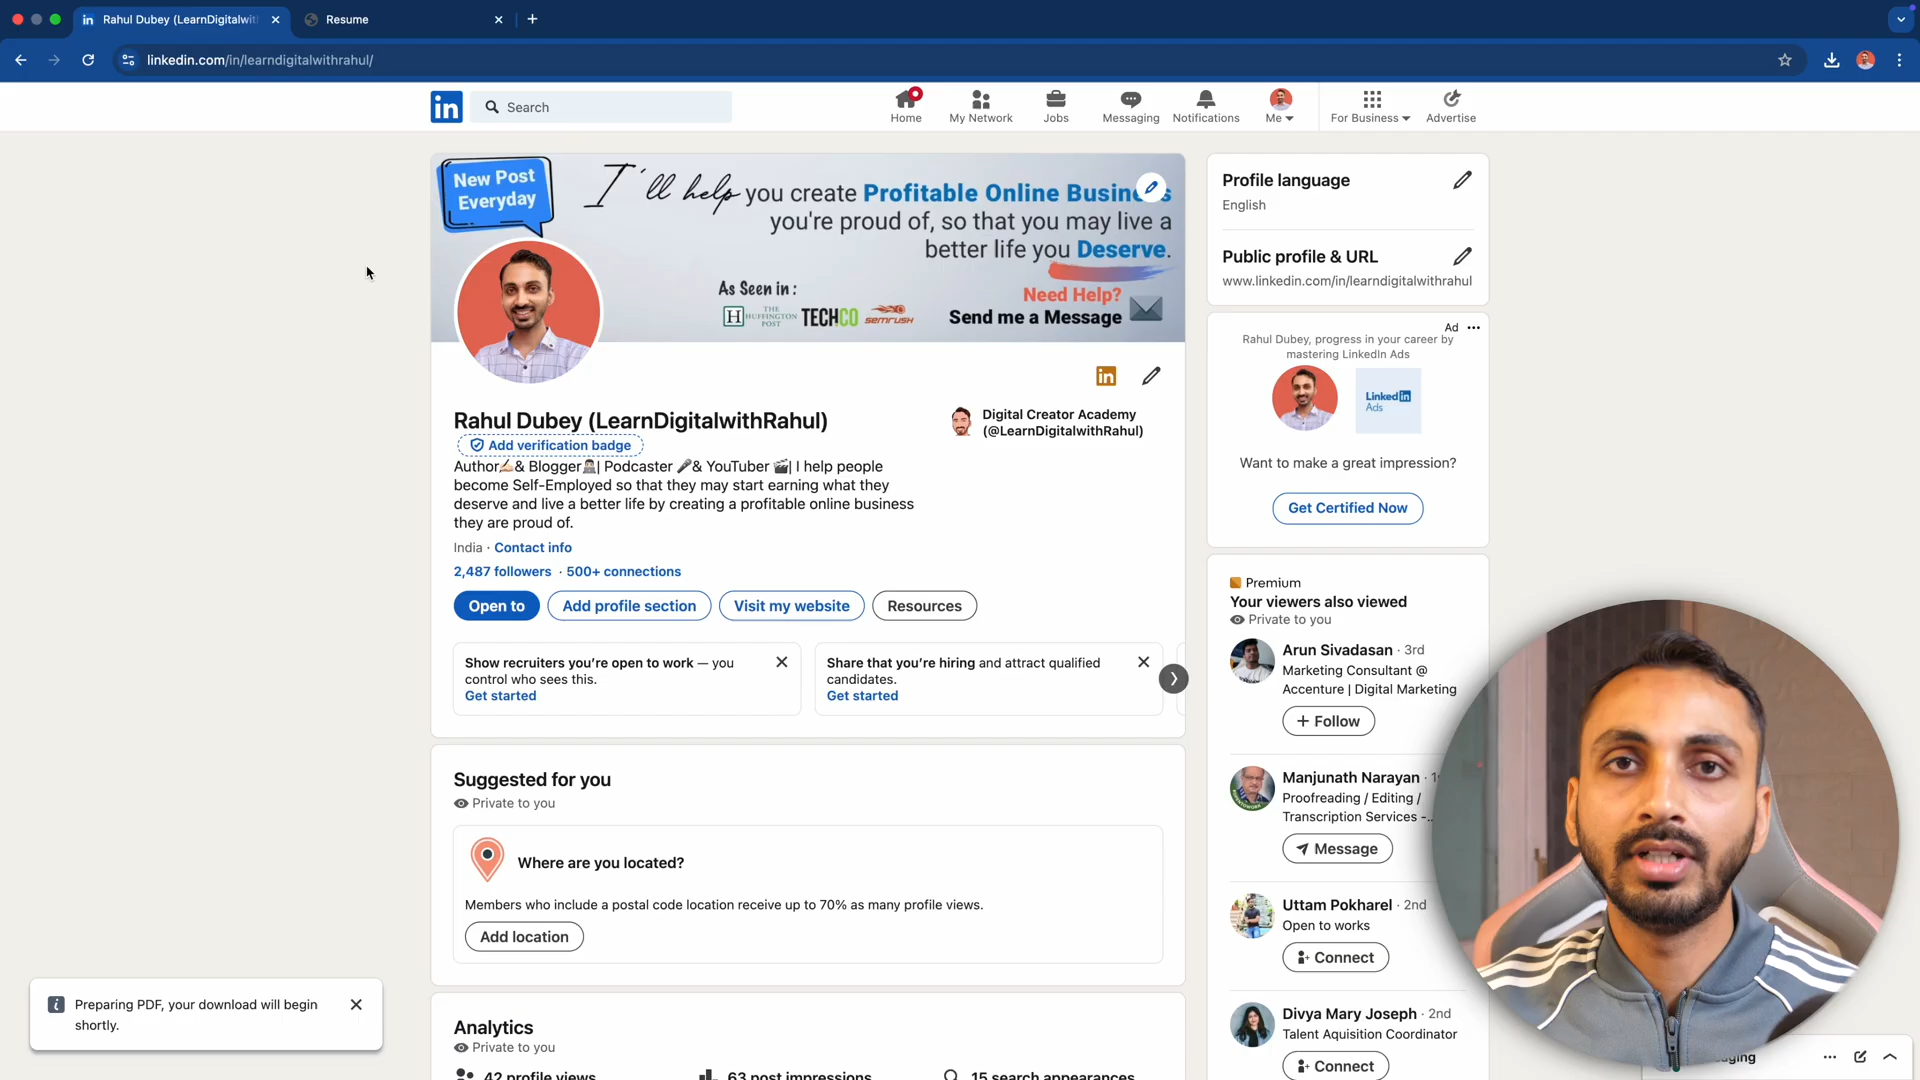 Rahul Dubey (LearnDigitalwith
Resume
linkedin.com/in/learndigitalwithrahul/
in
Search
Home
My Network
Jobs
Messaging
Notifications
Me
For Business
Advertise
New Post
Everyday
I'll help you create Profitable Online Business
you're proud of, so that you may live a
better life you Deserve.
As Seen in :
H THE HUFFINGTON POST TECHCO SEMRUSH
Need Help?
Send me a Message
in
Rahul Dubey (LearnDigitalwithRahul)
Add verification badge
Author✍🏻& Blogger👨🏻‍💻| Podcaster 🎤& YouTuber 🎬| I help people
become Self-Employed so that they may start earning what they
deserve and live a better life by creating a profitable online business
they are proud of.
India · Contact info
2,487 followers · 500+ connections
Digital Creator Academy
(@LearnDigitalwithRahul)
Open to
Add profile section
Visit my website
Resources
Show recruiters you're open to work — you
control who sees this.
Get started
Share that you're hiring and attract qualified
candidates.
Get started
Suggested for you
Private to you
Where are you located?
Members who include a postal code location receive up to 70% as many profile views.
Add location
Analytics
Private to you
42 profile views
63 post impressions
15 search appearances
Preparing PDF, your download will begin
shortly.
Profile language
English
Public profile & URL
www.linkedin.com/in/learndigitalwithrahul
Ad
Rahul Dubey, progress in your career by
mastering LinkedIn Ads
LinkedIn
Ads
Want to make a great impression?
Get Certified Now
Premium
Your viewers also viewed
Private to you
Arun Sivadasan · 3rd
Marketing Consultant @
Accenture | Digital Marketing
Follow
Manjunath Narayan
Proofreading / Editing /
Transcription Services -..
Message
Uttam Pokharel · 2nd
Open to works
Connect
Divya Mary Joseph · 2nd
Talent Aquisition Coordinator
Connect